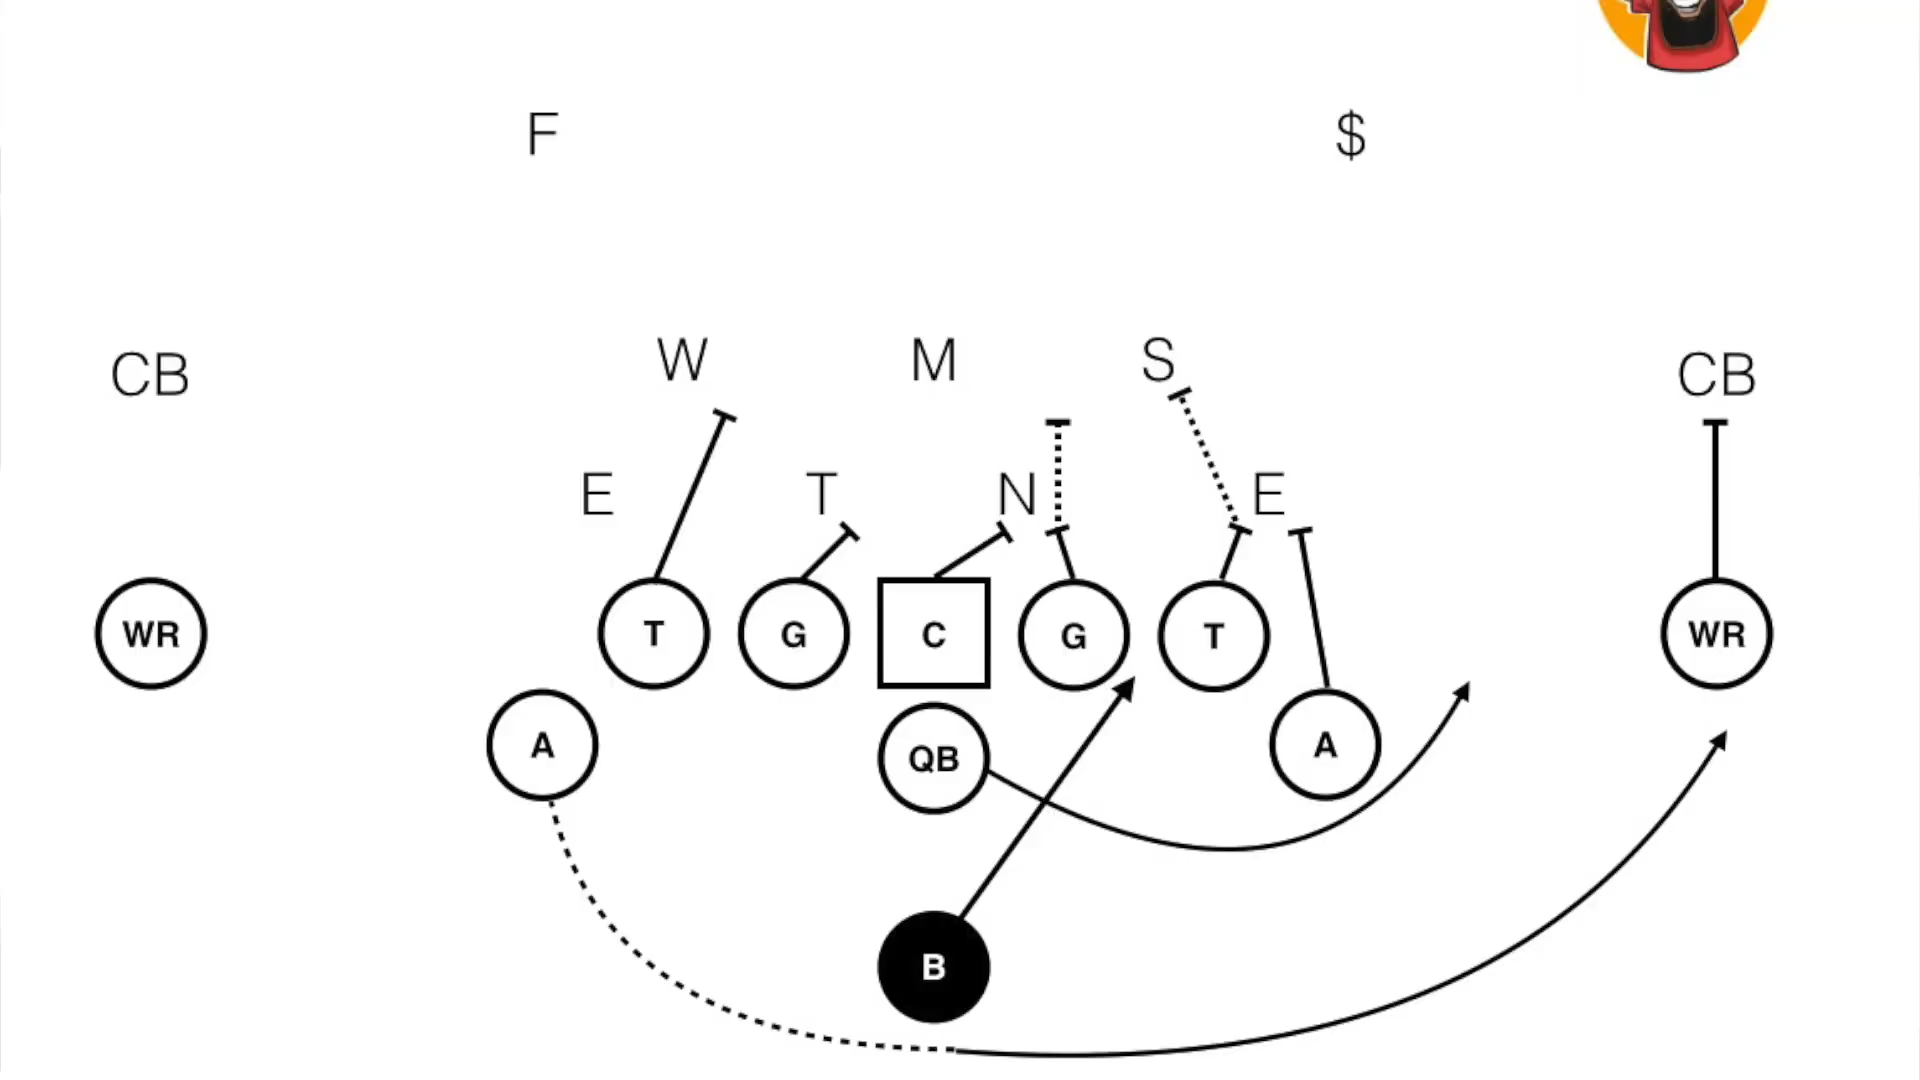 F $
CB W M S CB
E T N E
WR T G C G T WR
A QB A
B